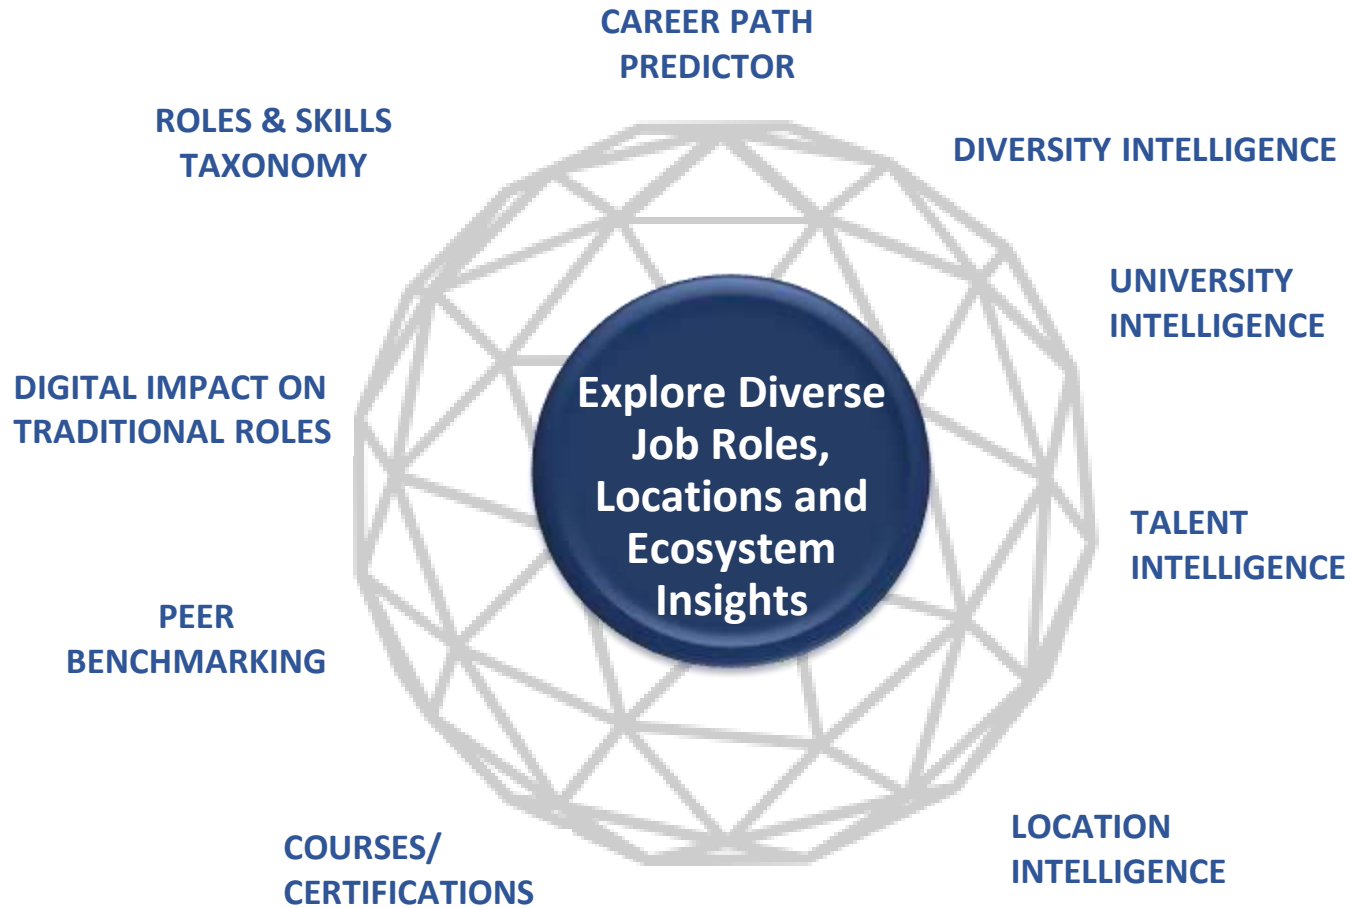 CAREER PATH
PREDICTOR
ROLES & SKILLS
TAXONOMY
DIVERSITY INTELLIGENCE
UNIVERSITY
INTELLIGENCE
DIGITAL IMPACT ON
TRADITIONAL ROLES
Explore Diverse
Job Roles,
Locations and
Ecosystem
Insights
TALENT
INTELLIGENCE
PEER
BENCHMARKING
LOCATION
INTELLIGENCE
COURSES/
CERTIFICATIONS